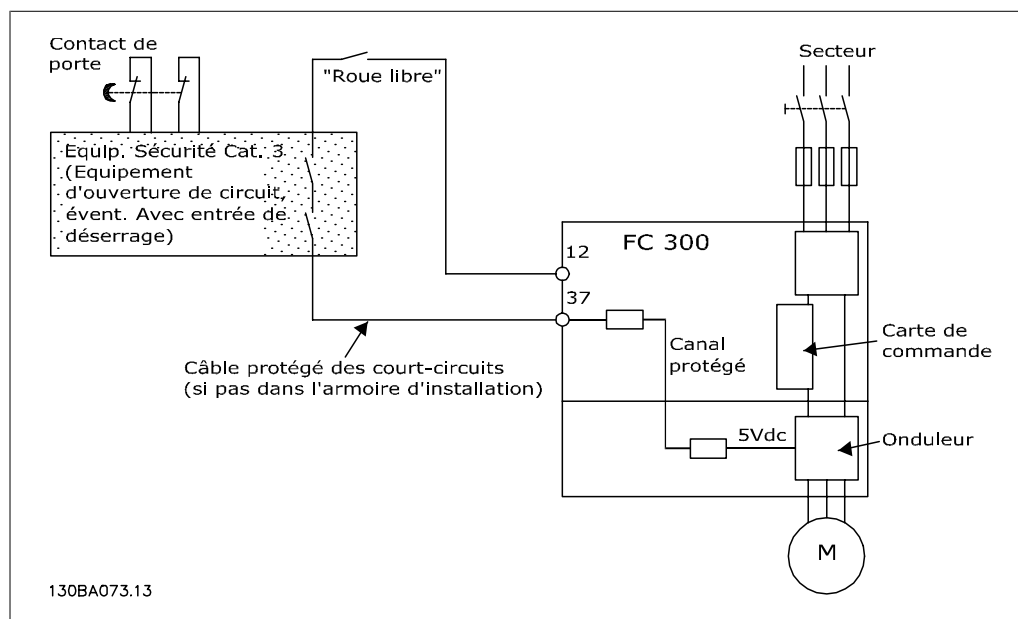 Contact de
porte
"Roue libre"
Secteur
Equip. Sécurité Cat. 3
(Equipement
d'ouverture de circuit,
évent. Avec entrée de
déserrage)
FC 300
12
37
Canal
protégé
Carte de
commande
Câble protégé des court-circuits
(si pas dans l'armoire d'installation)
5Vdc
Onduleur
M
130BA073.13